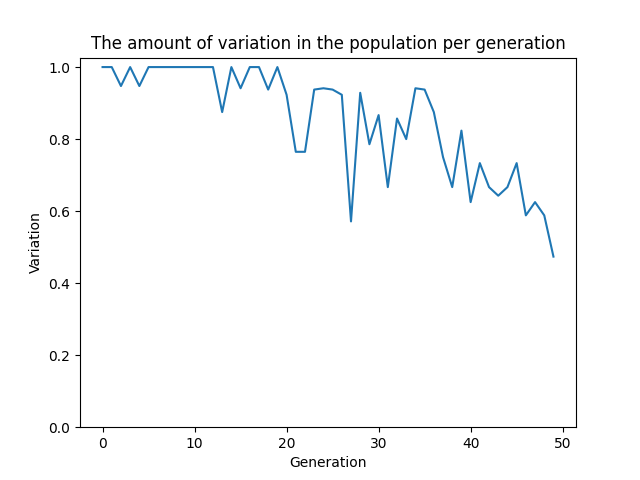 The amount of variation in the population per generation
1.0
0.8
0.6
0.4
0.2
0.0
Variation
0 10 20 30 40 50
Generation